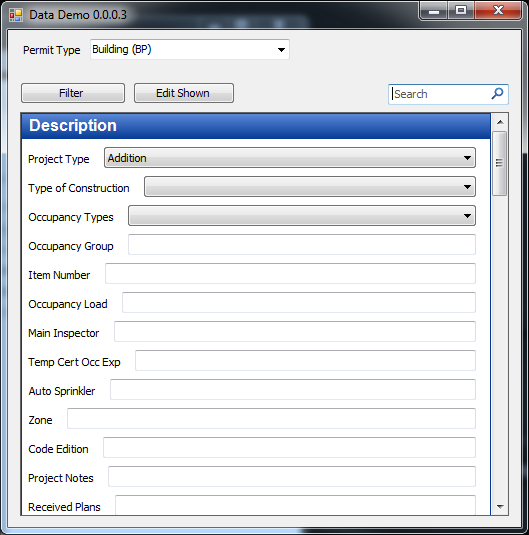 Data Demo 0.0.0.3
Permit Type Building (BP)
Filter Edit Shown Search
Description
Project Type Addition
Type of Construction
Occupancy Types
Occupancy Group
Item Number
Occupancy Load
Main Inspector
Temp Cert Occ Exp
Auto Sprinkler
Zone
Code Edition
Project Notes
Received Plans